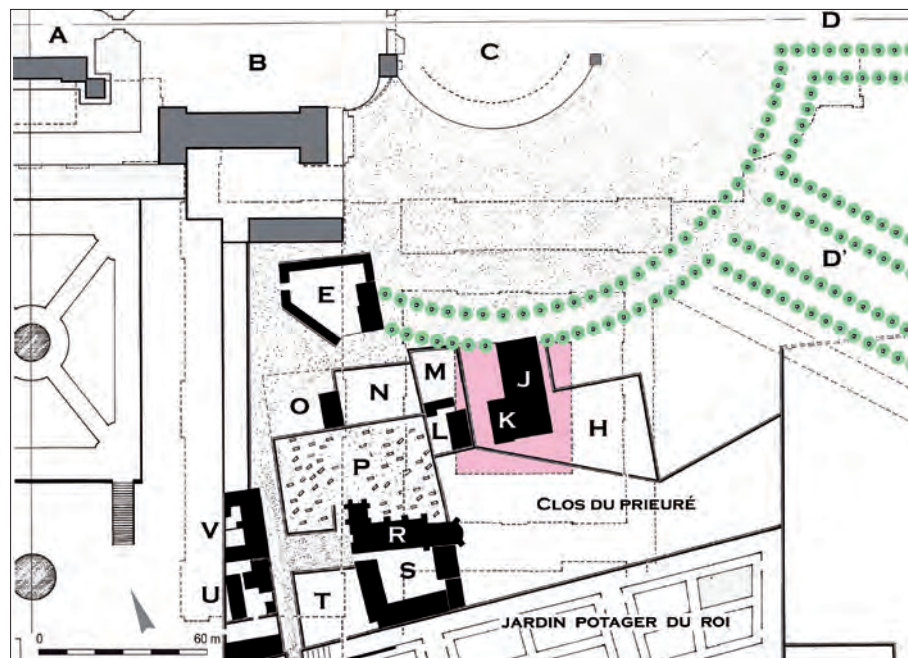 A
B
C
D
E
D'
M
J
N
O
K
L
H
P
CLOS DU PRIEURÉ
V
R
S
U
T
JARDIN POTAGER DU ROI
0
60 m